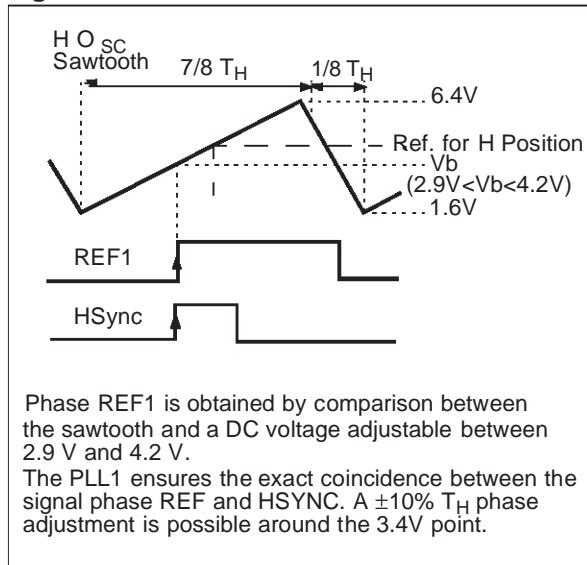 H O SC
Sawtooth
7/8 TH
1/8 TH
6.4V
Ref. for H Position
Vb
(2.9V<Vb<4.2V)
1.6V
REF1
HSync
Phase REF1 is obtained by comparison between
the sawtooth and a DC voltage adjustable between
2.9 V and 4.2 V.
The PLL1 ensures the exact coincidence between the
signal phase REF and HSYNC. A ±10% TH phase
adjustment is possible around the 3.4V point.